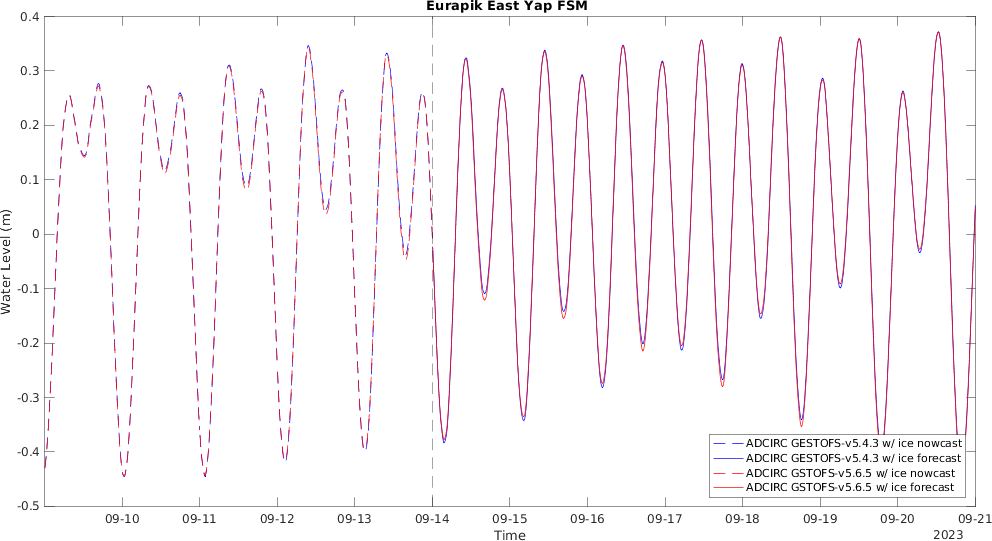 Eurapik East Yap FSM
0.4
0.3
0.2
0.1
0
-0.1
-0.2
-0.3
-0.4
-0.5
Water Level (m)
ADCIRC GESTOFS-v5.4.3 w/ ice nowcast
ADCIRC GESTOFS-v5.4.3 w/ ice forecast
ADCIRC GSTOFS-v5.6.5 w/ ice nowcast
ADCIRC GSTOFS-v5.6.5 w/ ice forecast
09-10 09-11 09-12 09-13 09-14 09-15 09-16 09-17 09-18 09-19 09-20 09-21
Time
2023